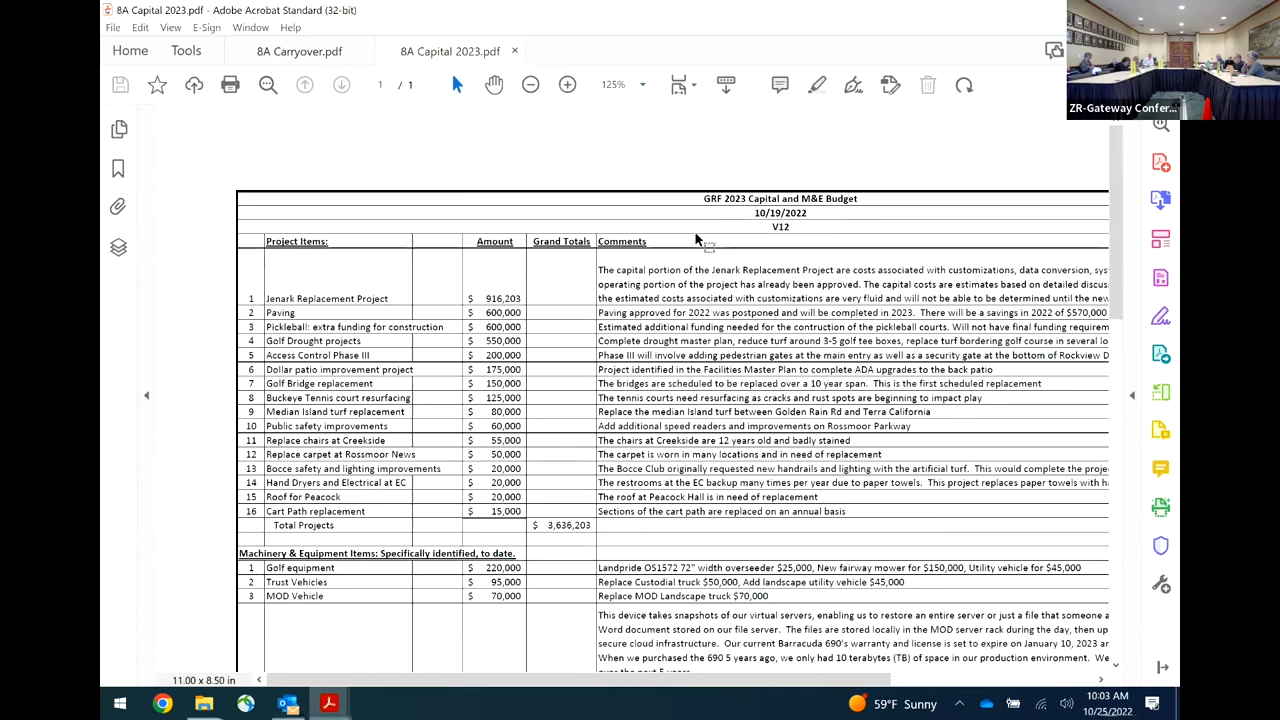 8A Capital 2023.pdf - Adobe Acrobat Standard (32-bit)
File Edit View E-Sign Window Help
Home Tools 8A Carryover.pdf 8A Capital 2023.pdf ×
1 / 1 125%
ZR-Gateway Confer...
GRF 2023 Capital and M&E Budget
10/19/2022
V12
Project Items: Amount Grand Totals Comments
The capital portion of the Jenark Replacement Project are costs associated with customizations, data conversion, sys
operating portion of the project has already been approved. The capital costs are estimates based on detailed discus
1 Jenark Replacement Project $ 916,203 the estimated costs associated with customizations are very fluid and will not be able to be determined until the new
2 Paving $ 600,000 Paving approved for 2022 was postponed and will be completed in 2023. There will be a savings in 2022 of $570,000
3 Pickleball: extra funding for construction $ 600,000 Estimated additional funding needed for the contruction of the pickleball courts. Will not have final funding requirem
4 Golf Drought projects $ 550,000 Complete drought master plan, reduce turf around 3-5 golf tee boxes, replace turf bordering golf course in several lo
5 Access Control Phase III $ 200,000 Phase III will involve adding pedestrian gates at the main entry as well as a security gate at the bottom of Rockview D
6 Dollar patio improvement project $ 175,000 Project identified in the Facilities Master Plan to complete ADA upgrades to the back patio
7 Golf Bridge replacement $ 150,000 The bridges are scheduled to be replaced over a 10 year span. This is the first scheduled replacement
8 Buckeye Tennis court resurfacing $ 125,000 The tennis courts need resurfacing as cracks and rust spots are beginning to impact play
9 Median Island turf replacement $ 80,000 Replace the median Island turf between Golden Rain Rd and Terra California
10 Public safety improvements $ 60,000 Add additional speed readers and improvements on Rossmoor Parkway
11 Replace chairs at Creekside $ 55,000 The chairs at Creekside are 12 years old and badly stained
12 Replace carpet at Rossmoor News $ 50,000 The carpet is worn in many locations and in need of replacement
13 Bocce safety and lighting improvements $ 20,000 The Bocce Club originally requested new handrails and lighting with the artificial turf. This would complete the proje
14 Hand Dryers and Electrical at EC $ 20,000 The restrooms at the EC backup many times per year due to paper towels. This project replaces paper towels with ha
15 Roof for Peacock $ 20,000 The roof at Peacock Hall is in need of replacement
16 Cart Path replacement $ 15,000 Sections of the cart path are replaced on an annual basis
Total Projects $ 3,636,203
Machinery & Equipment Items: Specifically identified, to date.
1 Golf equipment $ 220,000 Landpride OS1572 72" width overseeder $25,000, New fairway mower for $150,000, Utility vehicle for $45,000
2 Trust Vehicles $ 95,000 Replace Custodial truck $50,000, Add landscape utility vehicle $45,000
3 MOD Vehicle $ 70,000 Replace MOD Landscape truck $70,000
This device takes snapshots of our virtual servers, enabling us to restore an entire server or just a file that someone a
Word document stored on our file server. The files are stored locally in the MOD server rack during the day, then up
secure cloud infrastructure. Our current Barracuda 690's warranty and license is set to expire on January 10, 2023 ar
When we purchased the 690 5 years ago, we only had 10 terabytes (TB) of space in our production environment. We
11.00 x 8.50 in
59°F Sunny
10:03 AM
10/25/2022